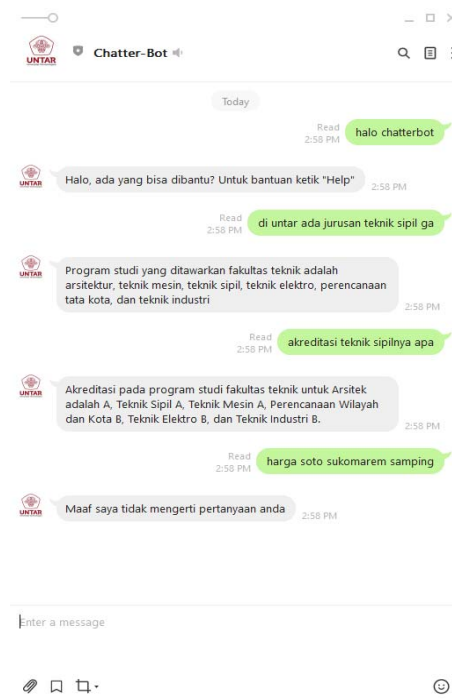 UNTAR
Chatter-Bot
Today
Read
2:58 PM
halo chatterbot
UNTAR
Halo, ada yang bisa dibantu? Untuk bantuan ketik "Help"
2:58 PM
Read
2:58 PM
di untar ada jurusan teknik sipil ga
UNTAR
Program studi yang ditawarkan fakultas teknik adalah
arsitektur, teknik mesin, teknik sipil, teknik elektro, perencanaan
tata kota, dan teknik industri
2:58 PM
Read
2:58 PM
akreditasi teknik sipilnya apa
UNTAR
Akreditasi pada program studi fakultas teknik untuk Arsitek
adalah A, Teknik Sipil A, Teknik Mesin A, Perencanaan Wilayah
dan Kota B, Teknik Elektro B, dan Teknik Industri B.
2:58 PM
Read
2:58 PM
harga soto sukomarem samping
UNTAR
Maaf saya tidak mengerti pertanyaan anda
2:58 PM
Enter a message